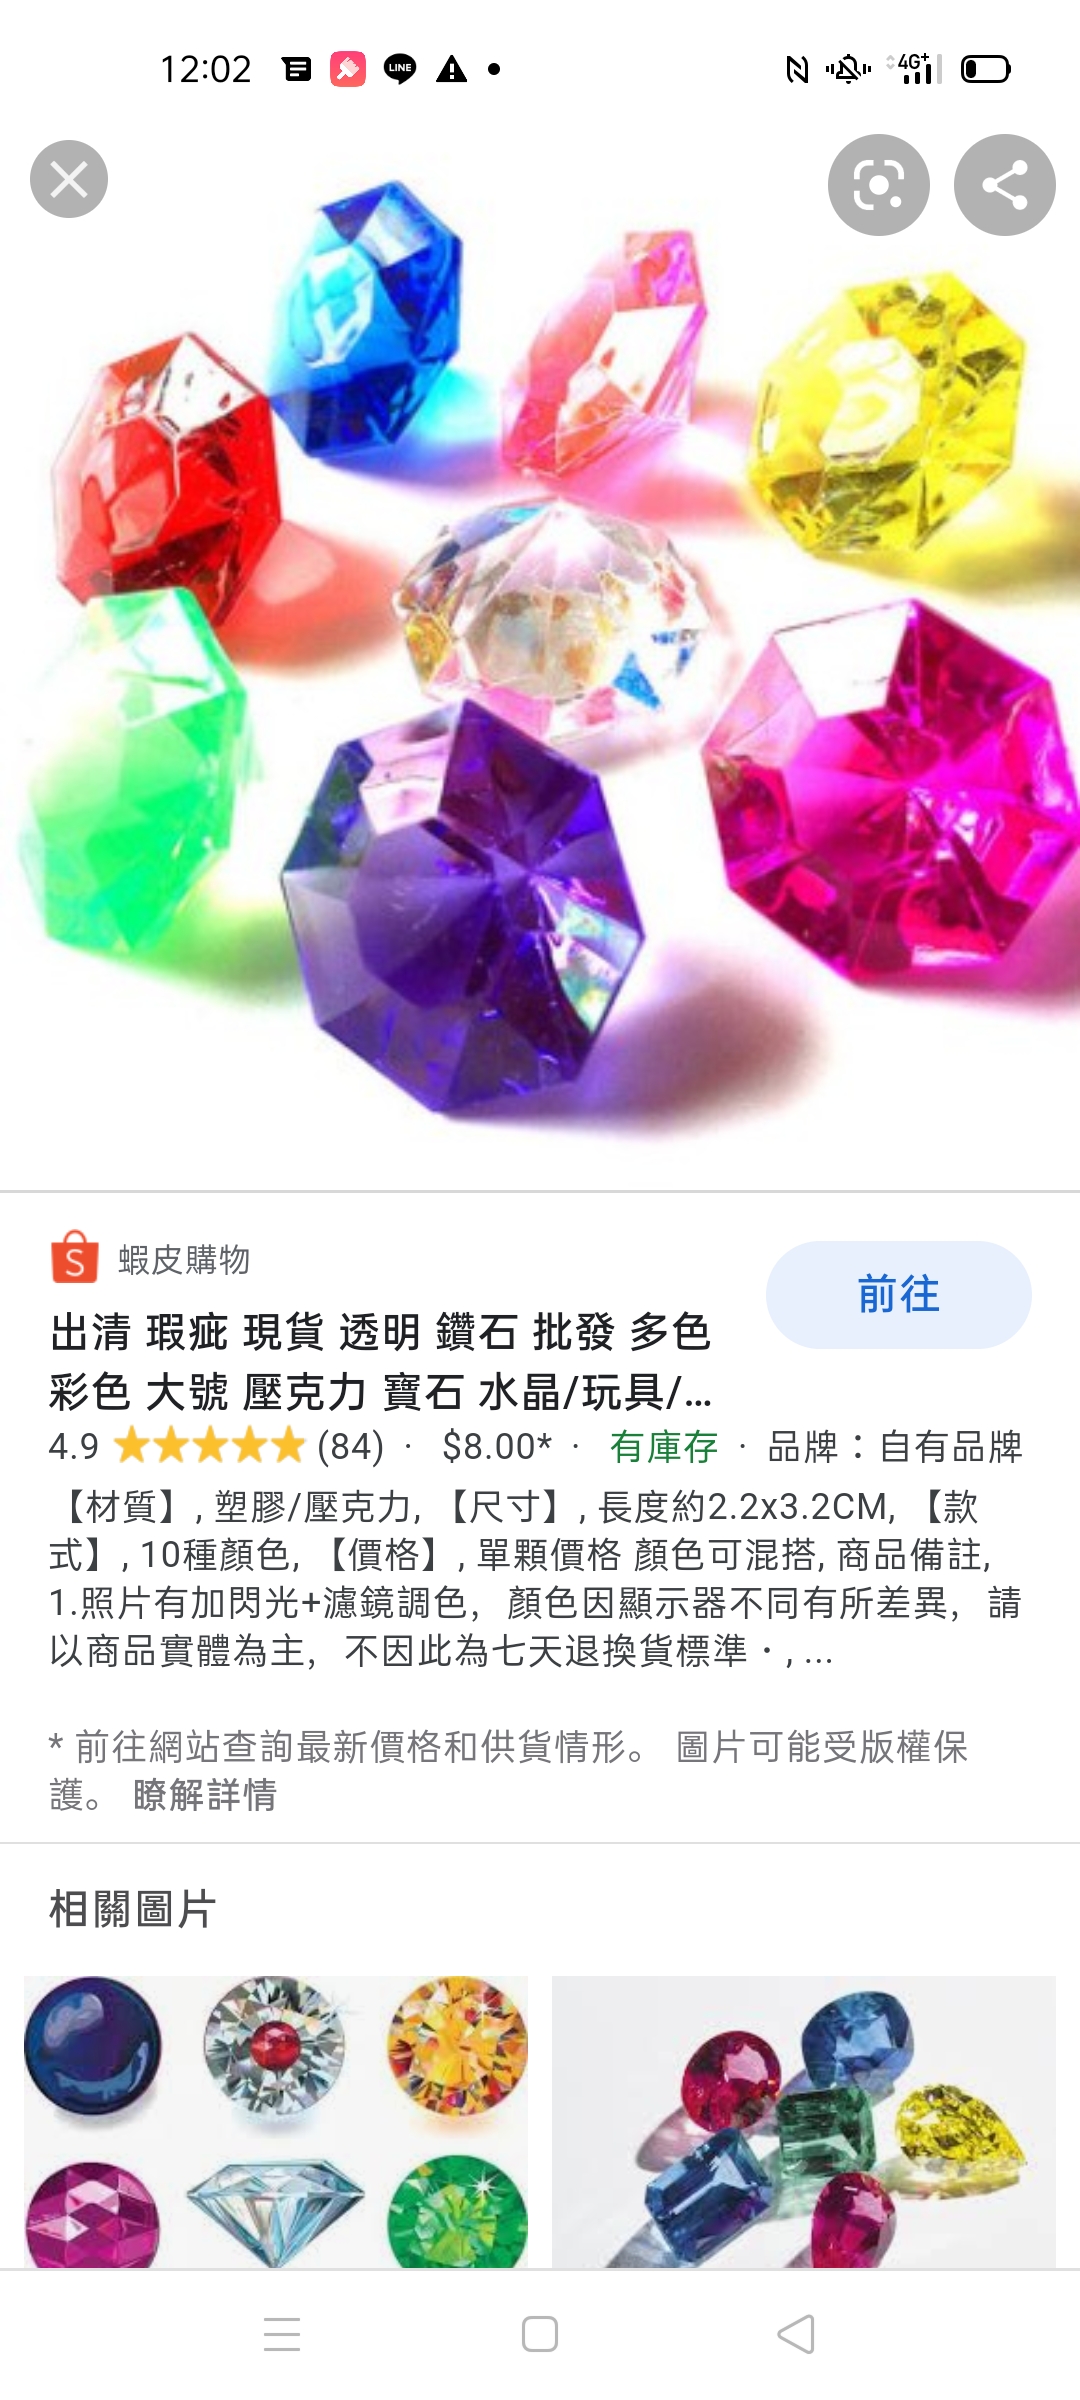 12:02 LINE 4G+
S 蝦皮購物
前往
出清 瑕疵 現貨 透明 鑽石 批發 多色
彩色 大號 壓克力 寶石 水晶/玩具/...
4.9 ★★★★★ (84) · $8.00* · 有庫存 · 品牌：自有品牌
【材質】, 塑膠/壓克力, 【尺寸】, 長度約2.2x3.2CM, 【款
式】, 10種顏色, 【價格】, 單顆價格 顏色可混搭, 商品備註,
1.照片有加閃光+濾鏡調色，顏色因顯示器不同有所差異，請
以商品實體為主，不因此為七天退換貨標準・, ...
* 前往網站查詢最新價格和供貨情形。 圖片可能受版權保
護。 瞭解詳情
相關圖片